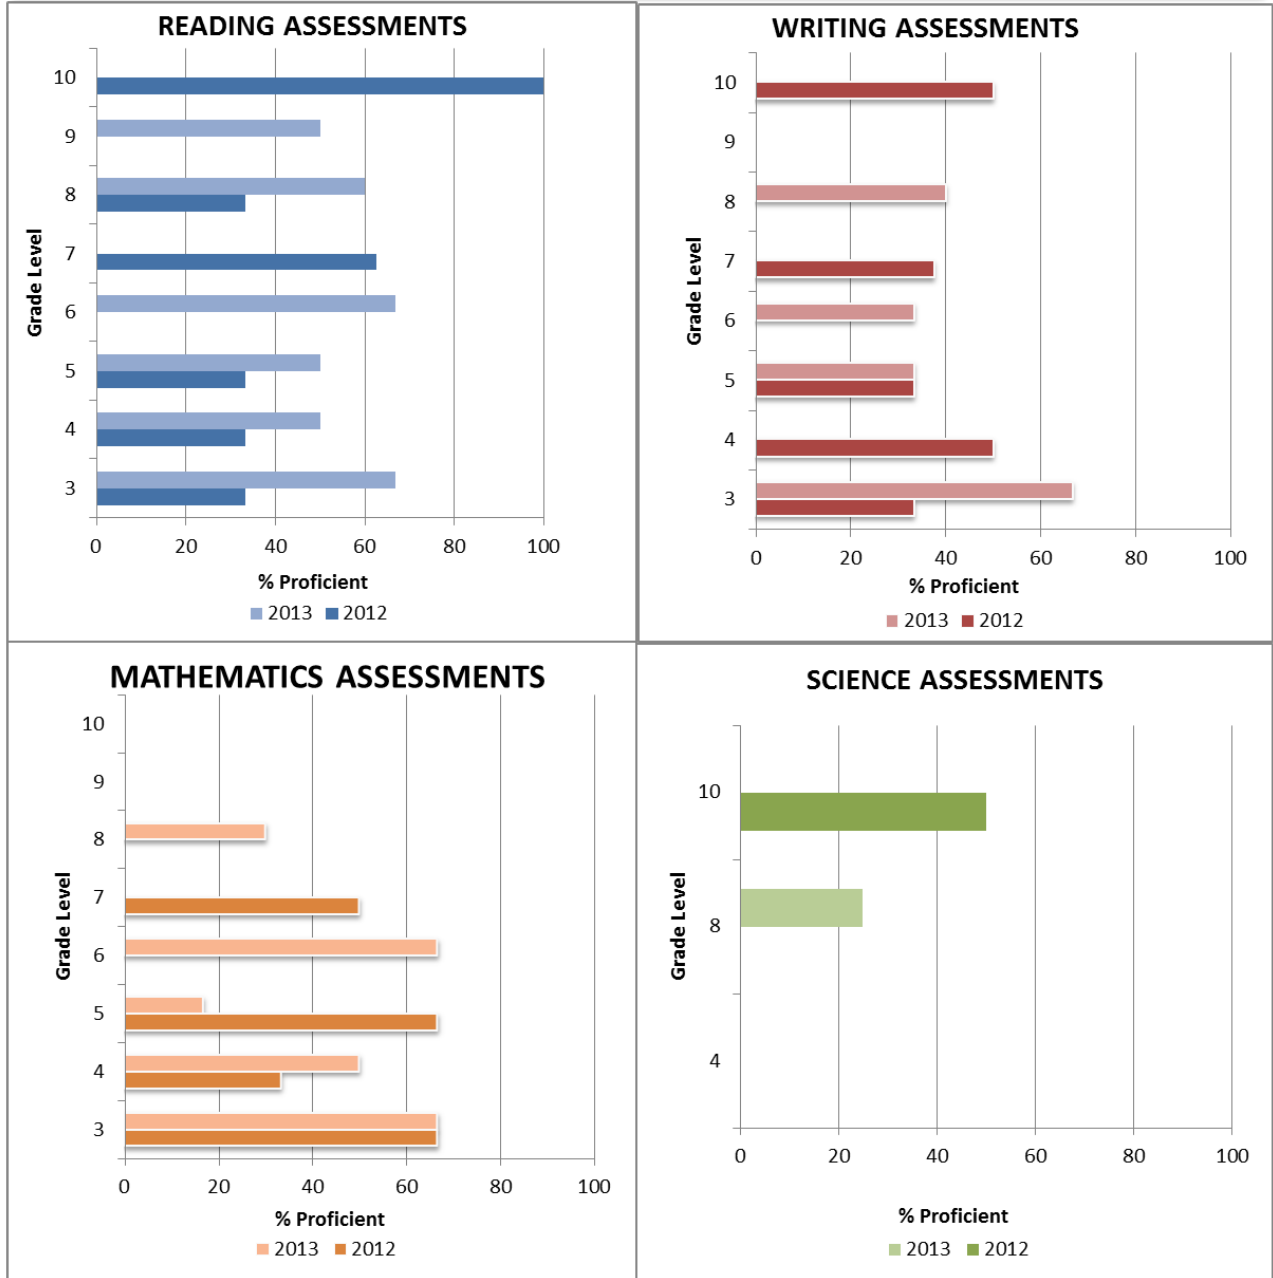 READING ASSESSMENTS
10
9
8
7
6
5
4
3
Grade Level
0 20 40 60 80 100
% Proficient
2013 2012
WRITING ASSESSMENTS
10
9
8
7
6
5
4
3
Grade Level
0 20 40 60 80 100
% Proficient
2013 2012
MATHEMATICS ASSESSMENTS
10
9
8
7
6
5
4
3
Grade Level
0 20 40 60 80 100
% Proficient
2013 2012
SCIENCE ASSESSMENTS
10
8
4
Grade Level
0 20 40 60 80 100
% Proficient
2013 2012